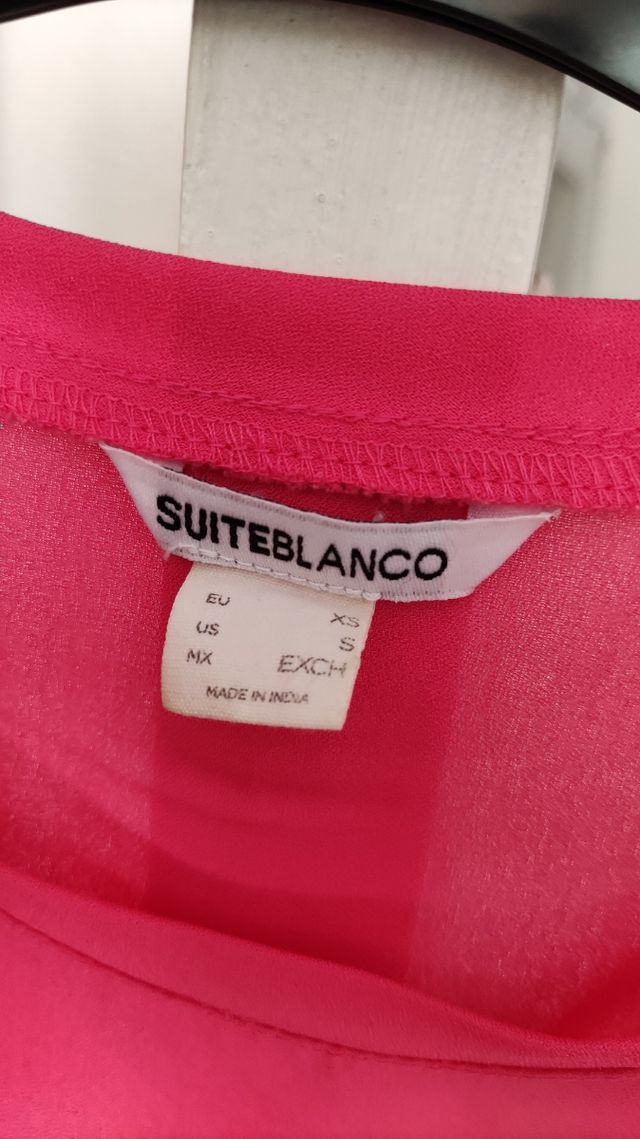 SUITEBLANCO
EU XS
US S
MX EXCH
MADE IN INDIA